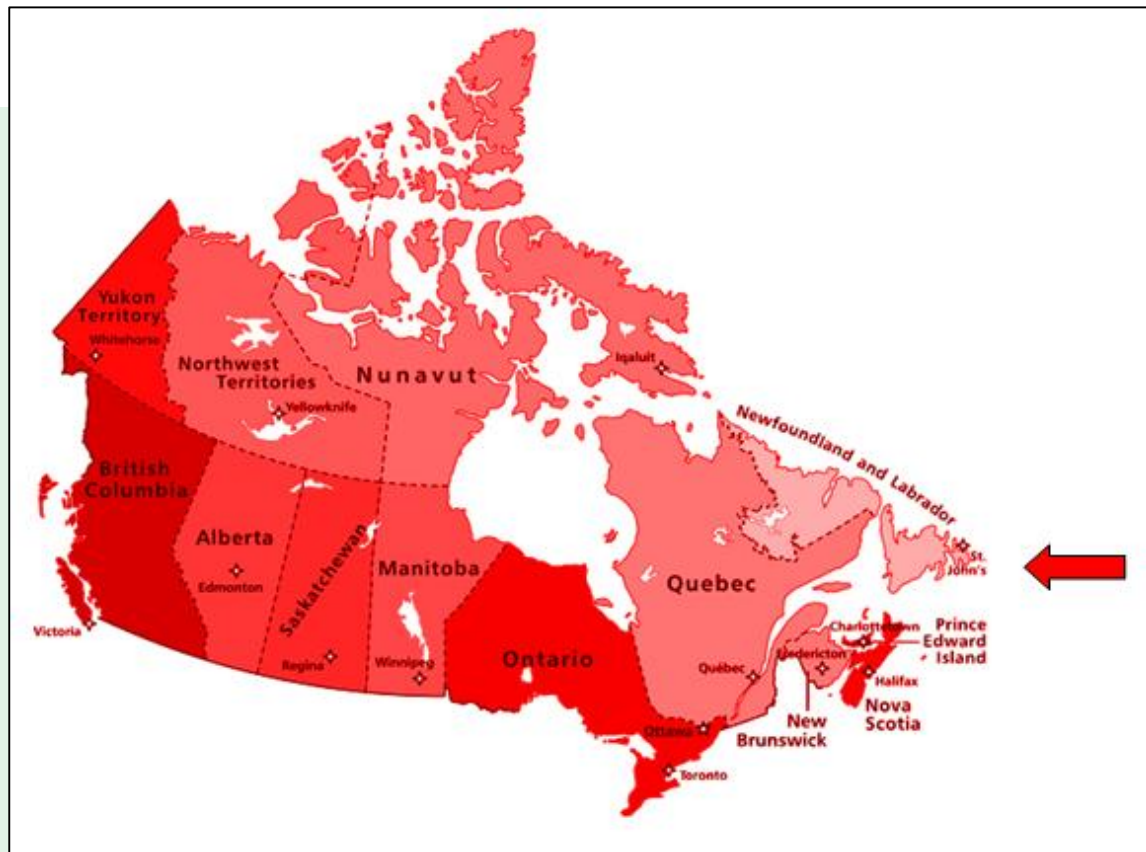 Yukon
Territory
Whitehorse
Northwest
Territories
Yellowknife
Nunavut
Iqaluit
Newfoundland and Labrador
British
Columbia
Alberta
Edmonton
Saskatchewan
Manitoba
Quebec
St.
John's
Victoria
Regina
Winnipeg
Ontario
Québec
Charlottetown
Prince
Edward
Island
Fredericton
Halifax
Nova
Scotia
New
Brunswick
Ottawa
Toronto